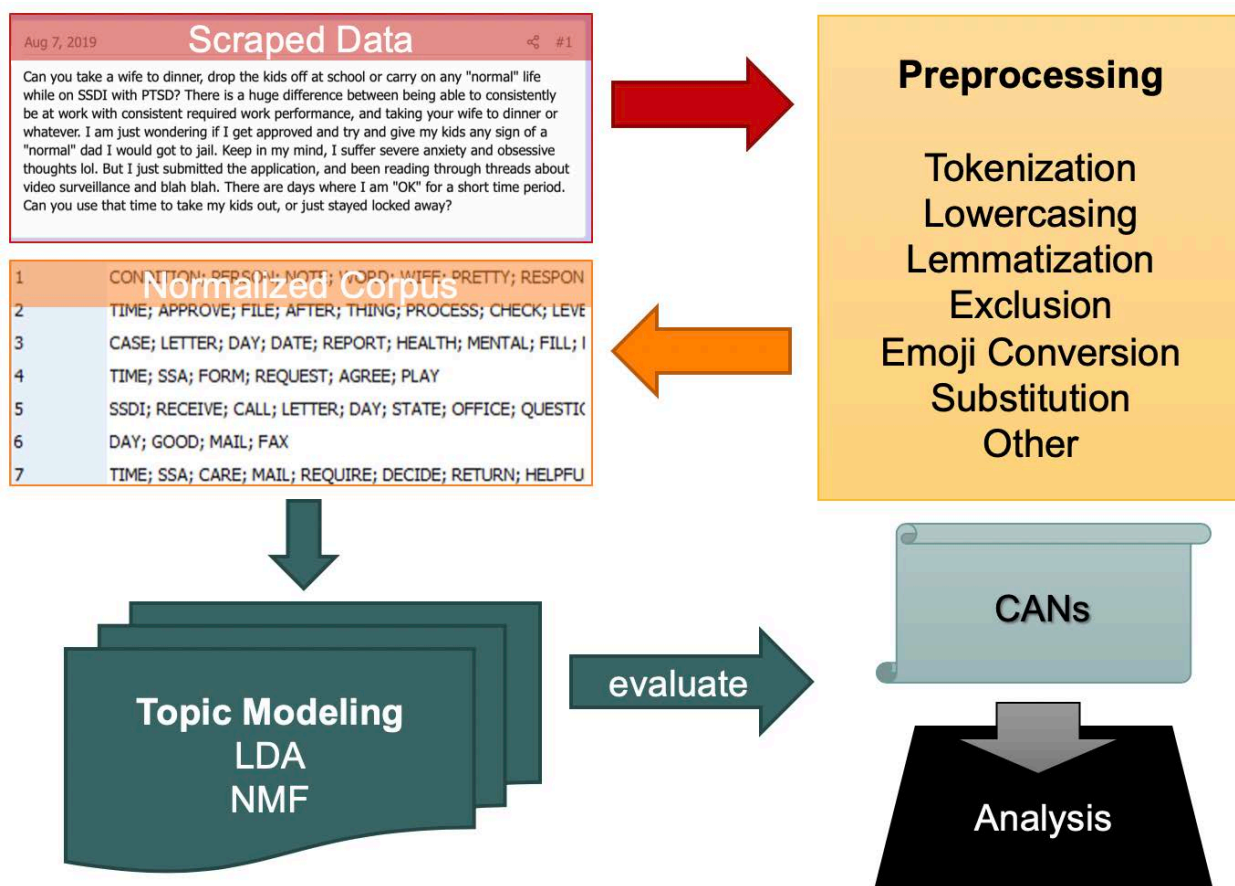 Aug 7, 2019
Scraped Data
#1
Can you take a wife to dinner, drop the kids off at school or carry on any "normal" life
while on SSDI with PTSD? There is a huge difference between being able to consistently
be at work with consistent required work performance, and taking your wife to dinner or
whatever. I am just wondering if I get approved and try and give my kids any sign of a
"normal" dad I would got to jail. Keep in my mind, I suffer severe anxiety and obsessive
thoughts lol. But I just submitted the application, and been reading through threads about
video surveillance and blah blah. There are days where I am "OK" for a short time period.
Can you use that time to take my kids out, or just stayed locked away?
Preprocessing
Tokenization
Lowercasing
Lemmatization
Exclusion
Emoji Conversion
Substitution
Other
Normalized Corpus
1 CONDITION; PERSON; NOTE; WORD; WIFE; PRETTY; RESPON
2 TIME; APPROVE; FILE; AFTER; THING; PROCESS; CHECK; LEVE
3 CASE; LETTER; DAY; DATE; REPORT; HEALTH; MENTAL; FILL;
4 TIME; SSA; FORM; REQUEST; AGREE; PLAY
5 SSDI; RECEIVE; CALL; LETTER; DAY; STATE; OFFICE; QUESTIO
6 DAY; GOOD; MAIL; FAX
7 TIME; SSA; CARE; MAIL; REQUIRE; DECIDE; RETURN; HELPFU
Topic Modeling
LDA
NMF
evaluate
CANs
Analysis